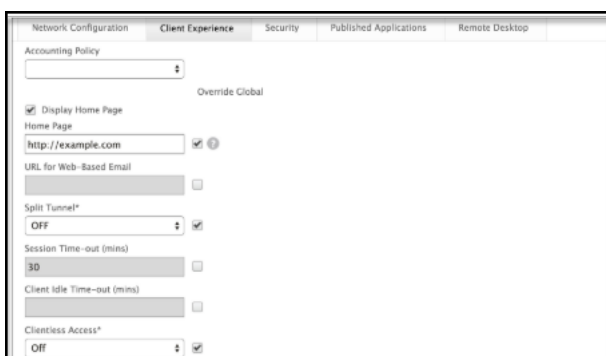 Network Configuration Client Experience Security Published Applications Remote Desktop
Accounting Policy
Override Global
Display Home Page
Home Page
http://example.com
URL for Web-Based Email
Split Tunnel*
OFF
Session Time-out (mins)
30
Client Idle Time-out (mins)
Clientless Access*
Off